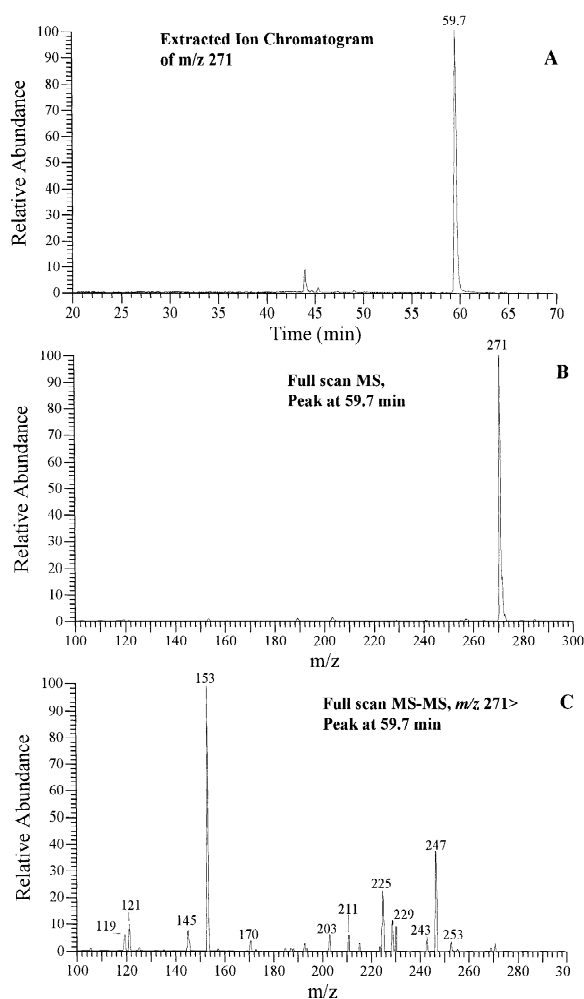 59.7
Extracted Ion Chromatogram
of m/z 271
A
100
90
80
70
60
50
40
30
20
10
0
Relative Abundance
20 25 30 35 40 45 50 55 60 65 70
Time (min)
271
Full scan MS,
Peak at 59.7 min
B
100
90
80
70
60
50
40
30
20
10
0
Relative Abundance
100 120 140 160 180 200 220 240 260 280 300
m/z
153
Full scan MS-MS, m/z 271>
Peak at 59.7 min
C
100
90
80
70
60
50
40
30
20
10
0
Relative Abundance
119 121 145 170 203 211 225 229 243 247 253
100 120 140 160 180 200 220 240 260 280 30
m/z